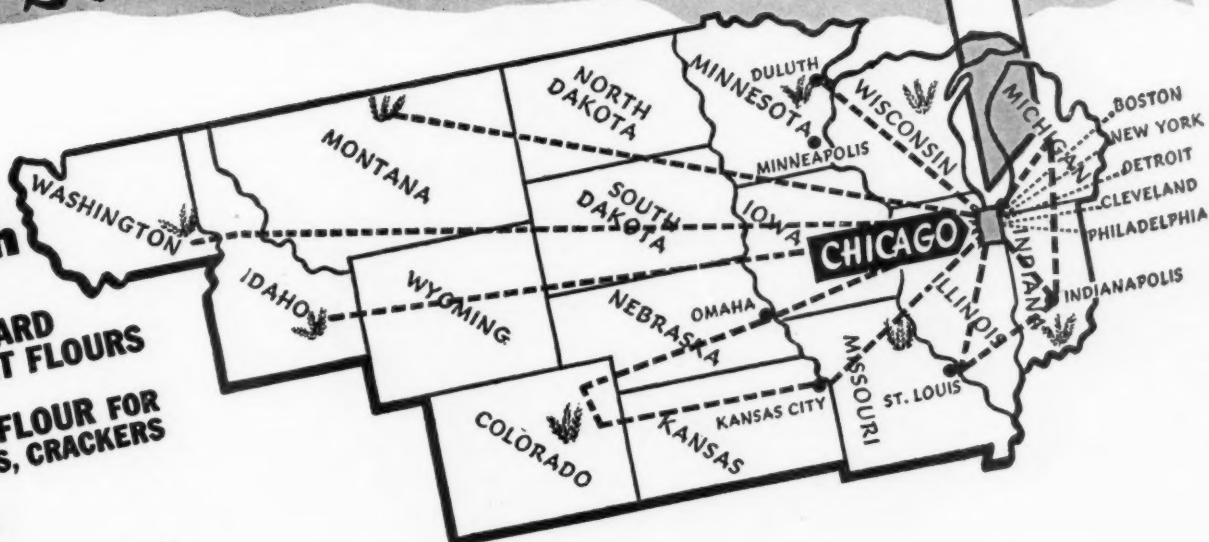 ARD
T FLOURS
FLOUR FOR
S, CRACKERS
WASHINGTON
IDAHO
MONTANA
WYOMING
COLORADO
NORTH
DAKOTA
SOUTH
DAKOTA
NEBRASKA
KANSAS
MINNESOTA
DULUTH
MINNEAPOLIS
WISCONSIN
IOWA
CHICAGO
OMAHA
KANSAS CITY
MISSOURI
ILLINOIS
ST. LOUIS
MICHIGAN
INDIANA
BOSTON
NEW YORK
DETROIT
CLEVELAND
PHILADELPHIA
INDIANAPOLIS